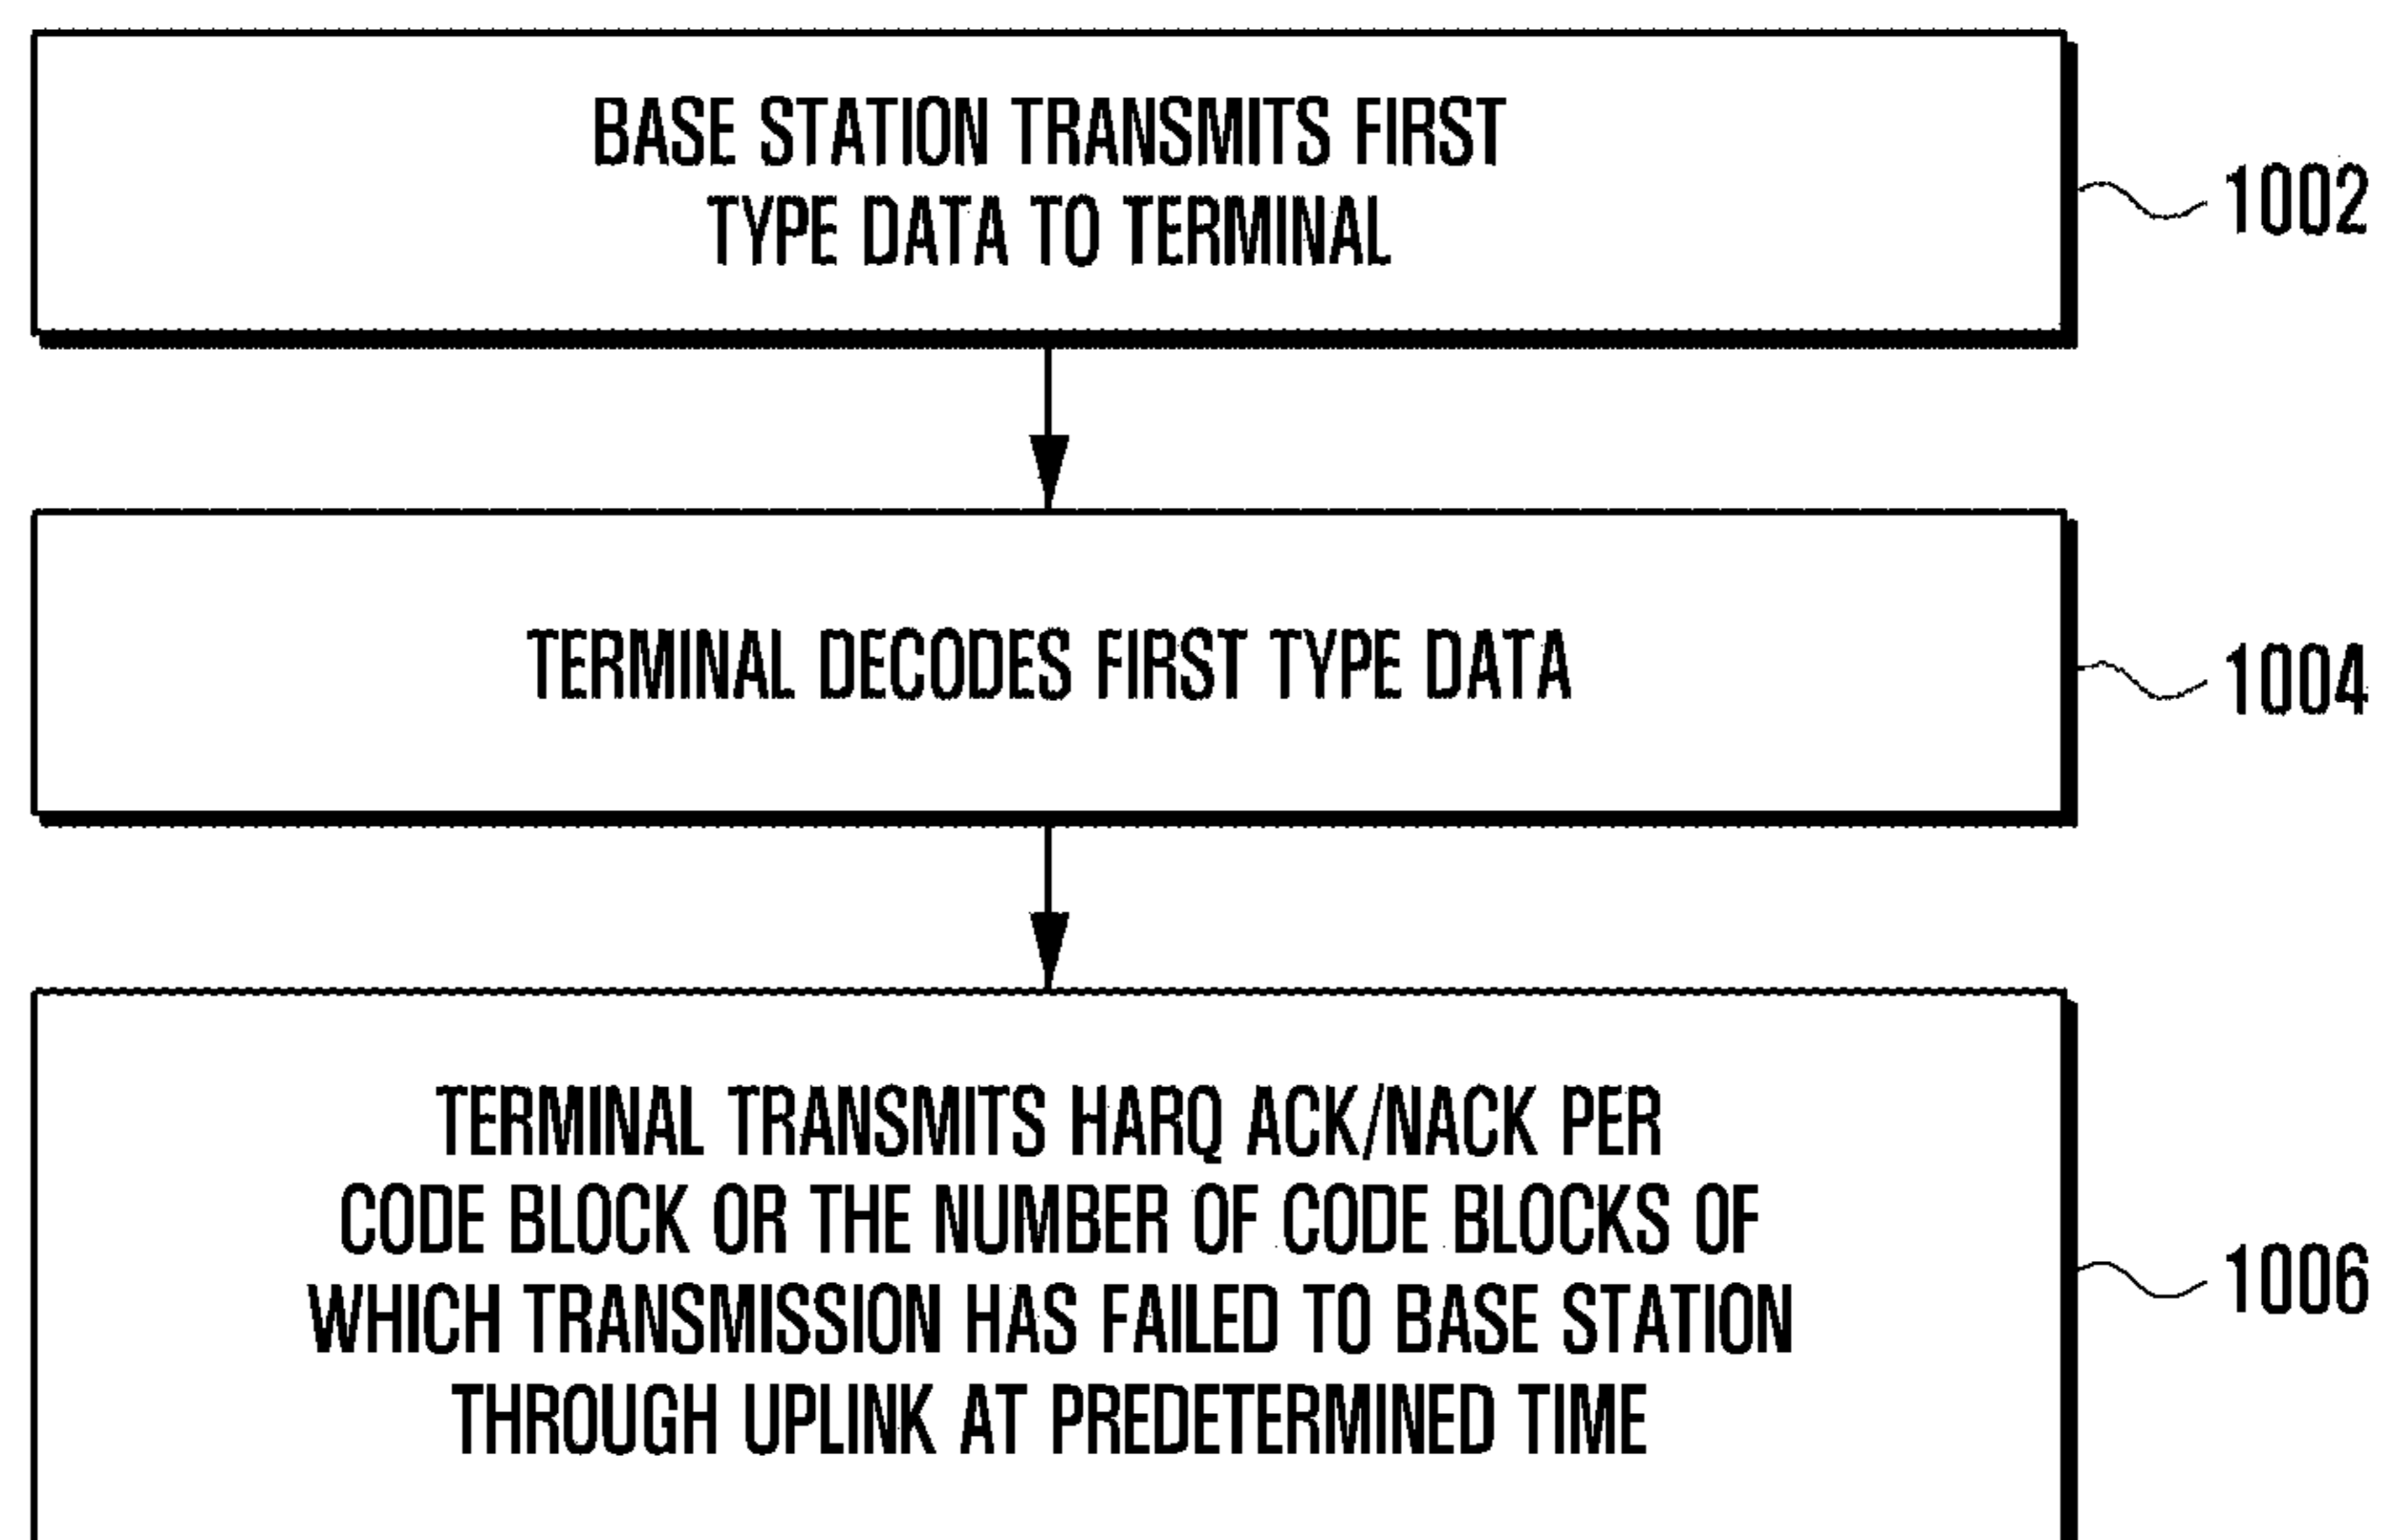 BASE STATION TRANSMITS FIRST
TYPE DATA TO TERMINAL
1002
TERMINAL DECODES FIRST TYPE DATA
1004
TERMINAL TRANSMITS HARQ ACK/NACK PER
CODE BLOCK OR THE NUMBER OF CODE BLOCKS OF
WHICH TRANSMISSION HAS FAILED TO BASE STATION
THROUGH UPLINK AT PREDETERMINED TIME
1006